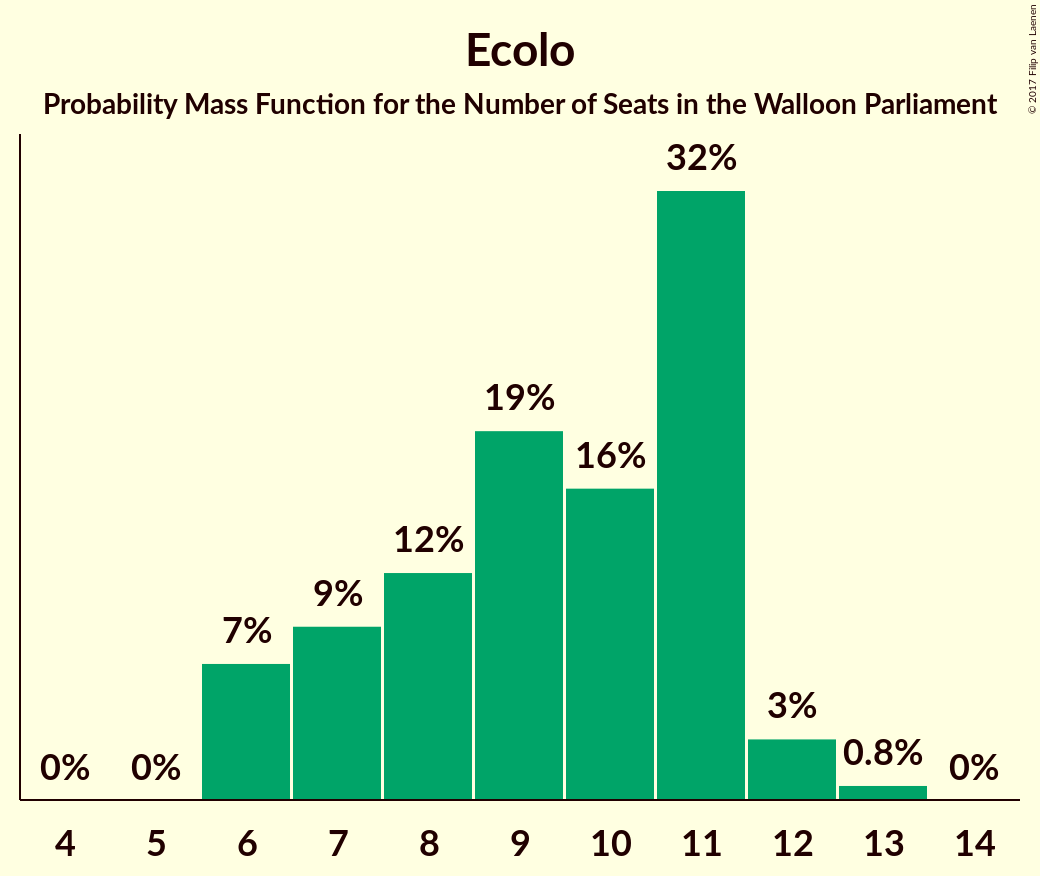 Ecolo
Probability Mass Function for the Number of Seats in the Walloon Parliament
© 2017 Filip van Laenen
0% 0% 7% 9% 12% 19% 16% 32% 3% 0.8% 0%
4 5 6 7 8 9 10 11 12 13 14